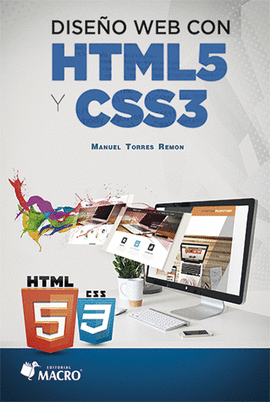 DISEÑO WEB CON
HTML5
Y CSS3
MANUEL TORRES REMON
HTML
5
CSS
3
EDITORIAL
MACRO